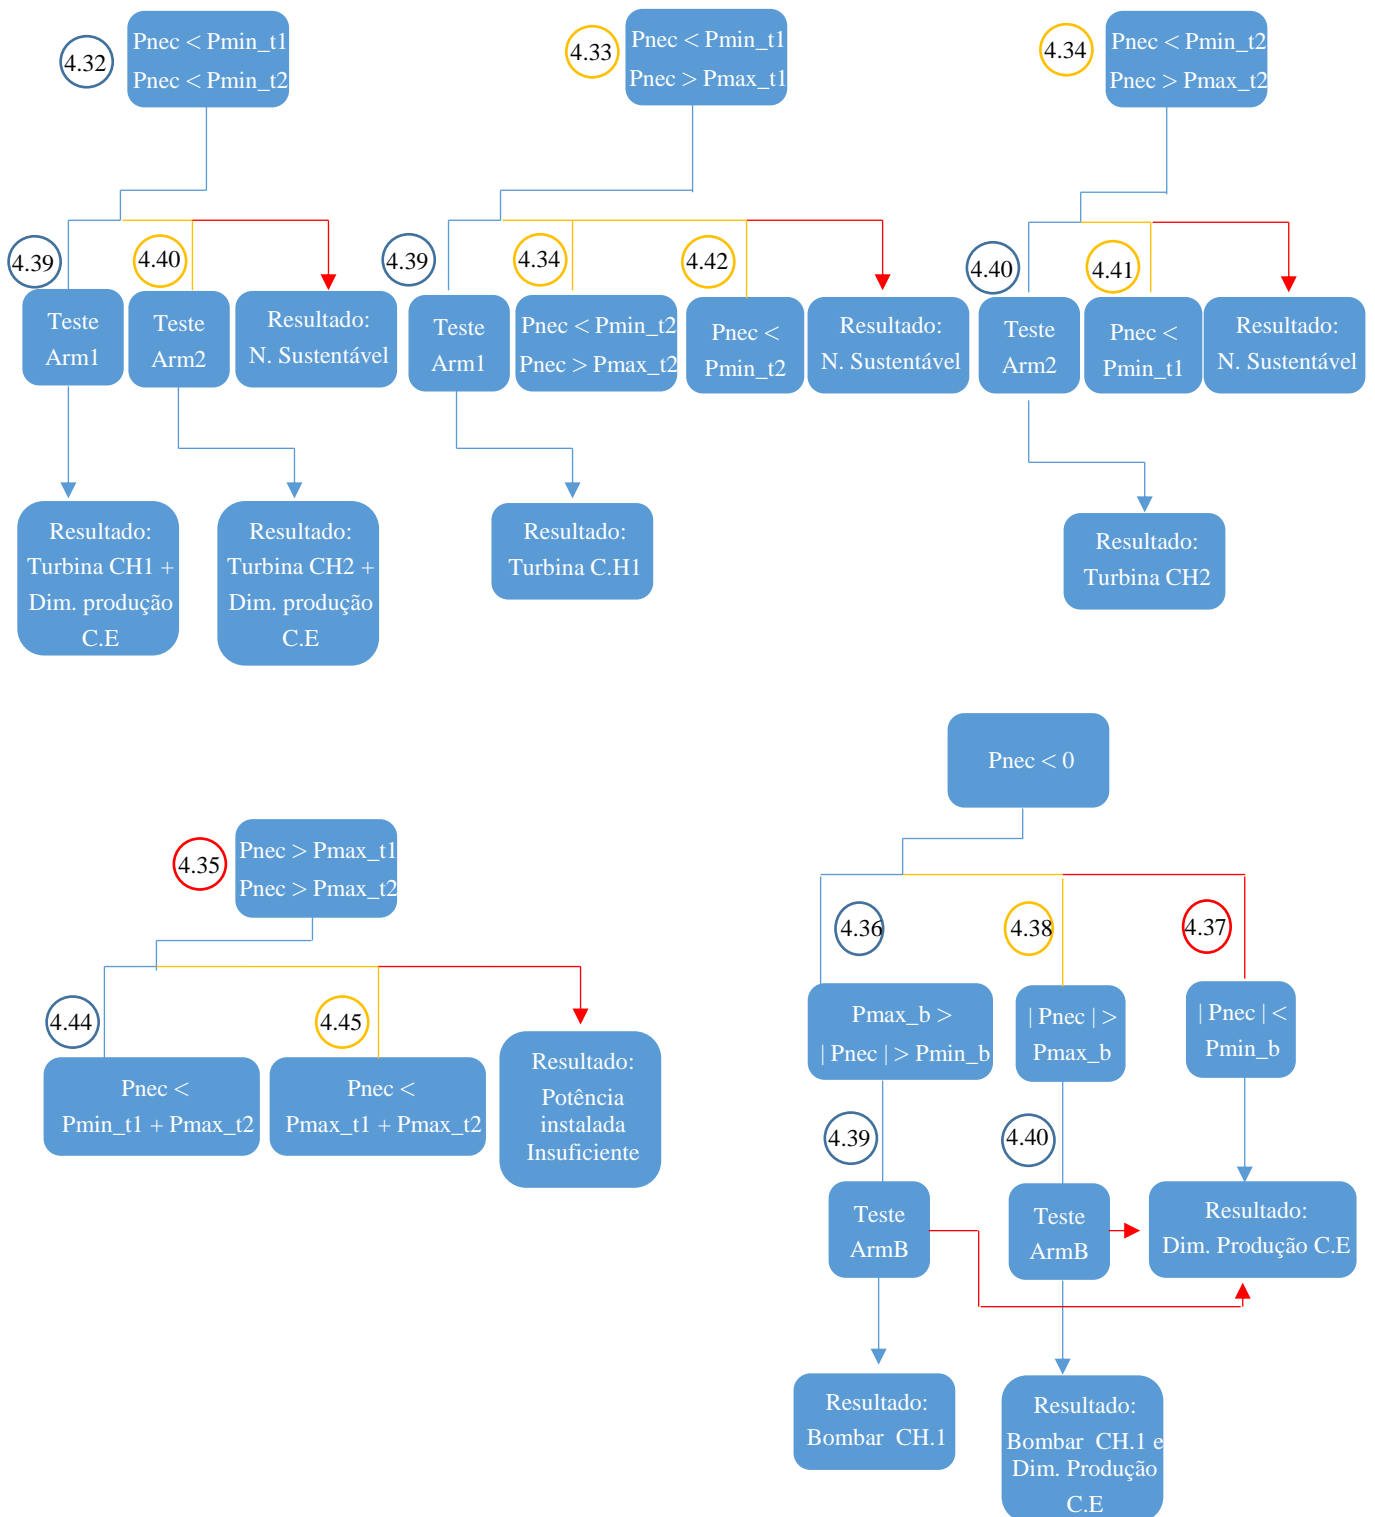 4.32
Pnec < Pmin_t1
Pnec < Pmin_t2
4.33
Pnec < Pmin_t1
Pnec > Pmax_t1
4.34
Pnec < Pmin_t2
Pnec > Pmax_t2
4.39
4.40
4.39
4.34
4.42
4.40
4.41
Teste
Arm1
Teste
Arm2
Resultado:
N. Sustentável
Teste
Arm1
Pnec < Pmin_t2
Pnec > Pmax_t2
Pnec <
Pmin_t2
Resultado:
N. Sustentável
Teste
Arm2
Pnec <
Pmin_t1
Resultado:
N. Sustentável
Resultado:
Turbina CH1 +
Dim. produção
C.E
Resultado:
Turbina CH2 +
Dim. produção
C.E
Resultado:
Turbina C.H1
Resultado:
Turbina CH2
4.35
Pnec > Pmax_t1
Pnec > Pmax_t2
4.44
4.45
Pnec <
Pmin_t1 + Pmax_t2
Pnec <
Pmax_t1 + Pmax_t2
Resultado:
Potência
instalada
Insuficiente
Pnec < 0
4.36
4.38
4.37
Pmax_b >
| Pnec | > Pmin_b
| Pnec | >
Pmax_b
| Pnec | <
Pmin_b
4.39
4.40
Teste
ArmB
Teste
ArmB
Resultado:
Dim. Produção C.E
Resultado:
Bombar CH.1
Resultado:
Bombar CH.1 e
Dim. Produção
C.E